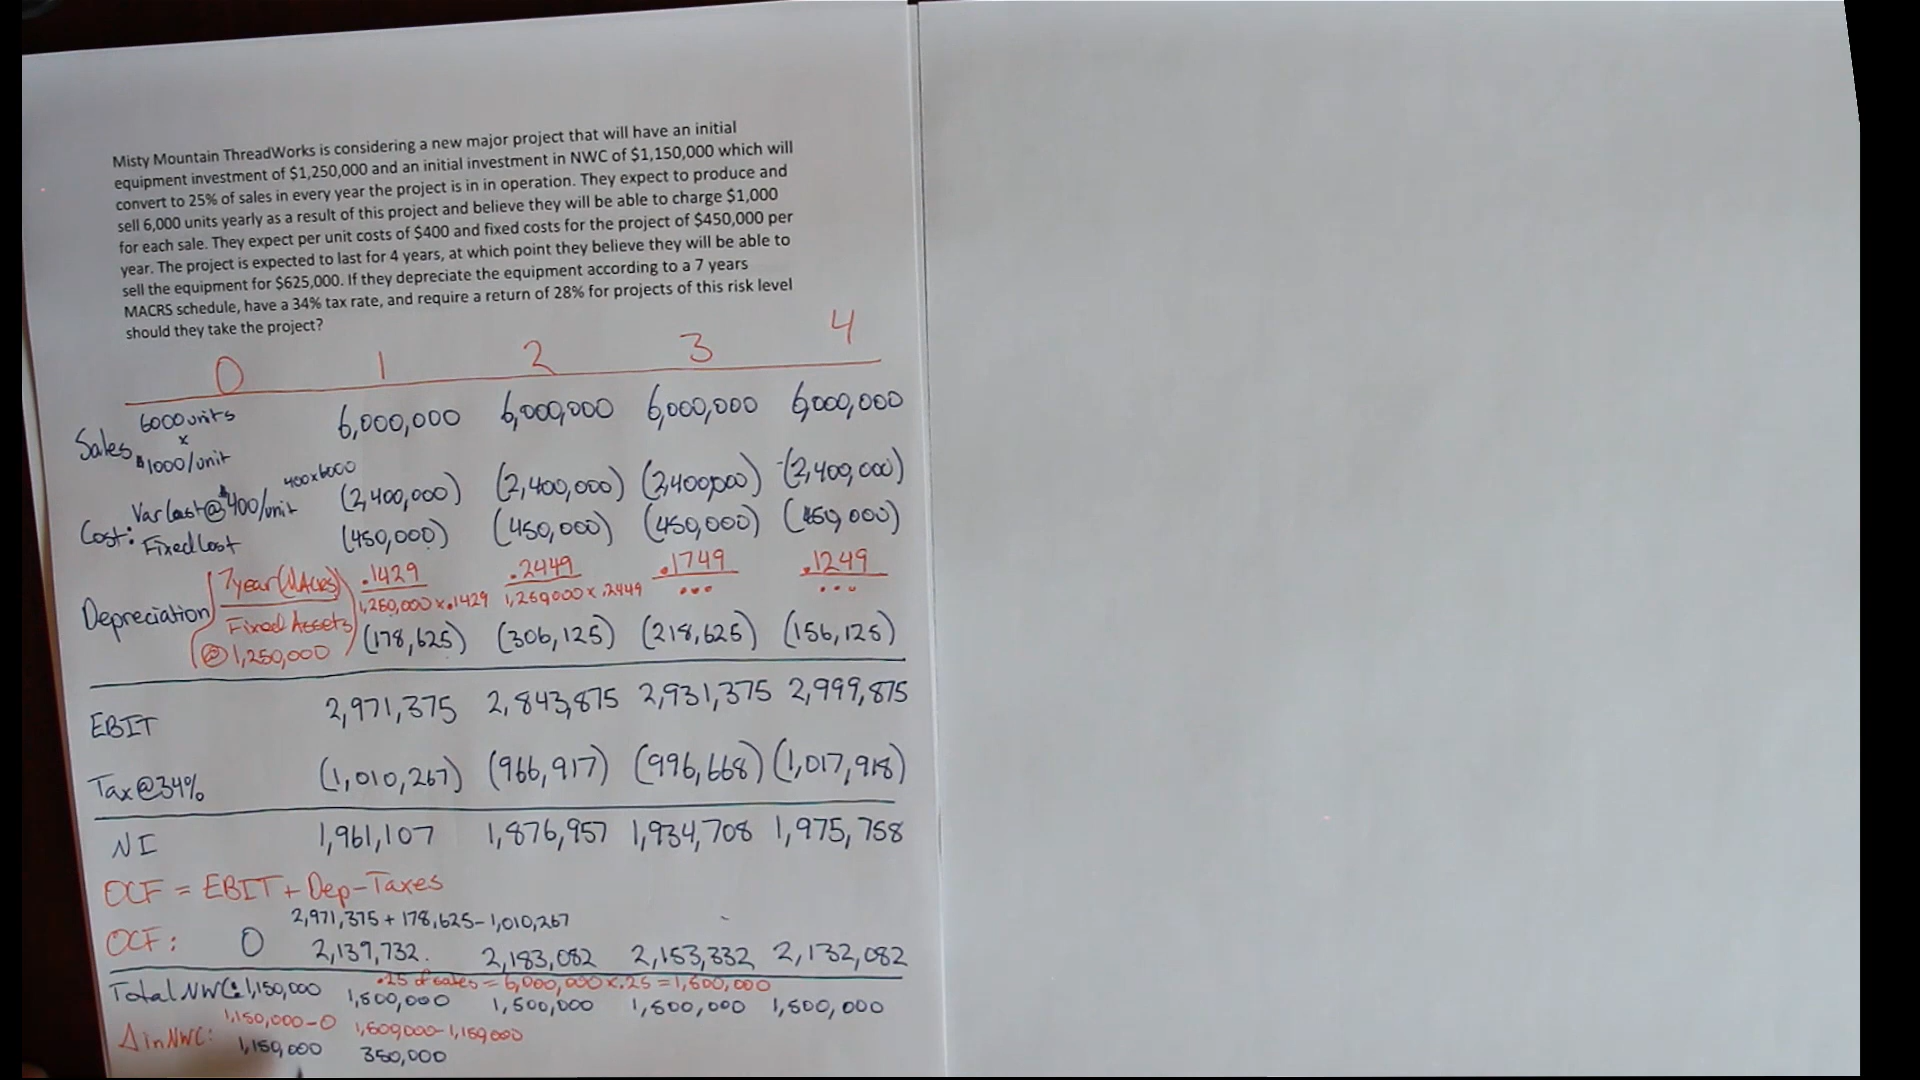 Misty Mountain ThreadWorks is considering a new major project that will have an initial
equipment investment of $1,250,000 and an initial investment in NWC of $1,150,000 which will
convert to 25% of sales in every year the project is in in operation. They expect to produce and
sell 6,000 units yearly as a result of this project and believe they will be able to charge $1,000
for each sale. They expect per unit costs of $400 and fixed costs for the project of $450,000 per
year. The project is expected to last for 4 years, at which point they believe they will be able to
sell the equipment for $625,000. If they depreciate the equipment according to a 7 years
MACRS schedule, have a 34% tax rate, and require a return of 28% for projects of this risk level
should they take the project?
0 1 2 3 4
Sales 6000 units x $1000/unit 6,000,000 6,000,000 6,000,000 6,000,000
400x6000
Cost: Var Cost @ $400/unit (2,400,000) (2,400,000) (2,400,000) (2,400,000)
Fixed Cost (450,000) (450,000) (450,000) (450,000)
7 year (MACRS) .1429 .2449 .1749 .1249
1,250,000 x .1429 1,250,000 x .2449 ... ...
Depreciation Fixed Assets @ 1,250,000 (178,625) (306,125) (218,625) (156,125)
EBIT 2,971,375 2,843,875 2,931,375 2,999,875
Tax @ 34% (1,010,267) (966,917) (996,668) (1,017,918)
NI 1,961,107 1,876,957 1,934,708 1,975,758
OCF = EBIT + Dep - Taxes
2,971,375 + 178,625 - 1,010,267
OCF: 0 2,139,732. 2,183,082 2,153,332 2,132,082
.25 of sales = 6,000,000 x .25 = 1,500,000
Total NWC: 1,150,000 1,500,000 1,500,000 1,500,000 1,500,000
1,150,000-0 1,500,000-1,150,000
Δ in NWC: 1,150,000 350,000